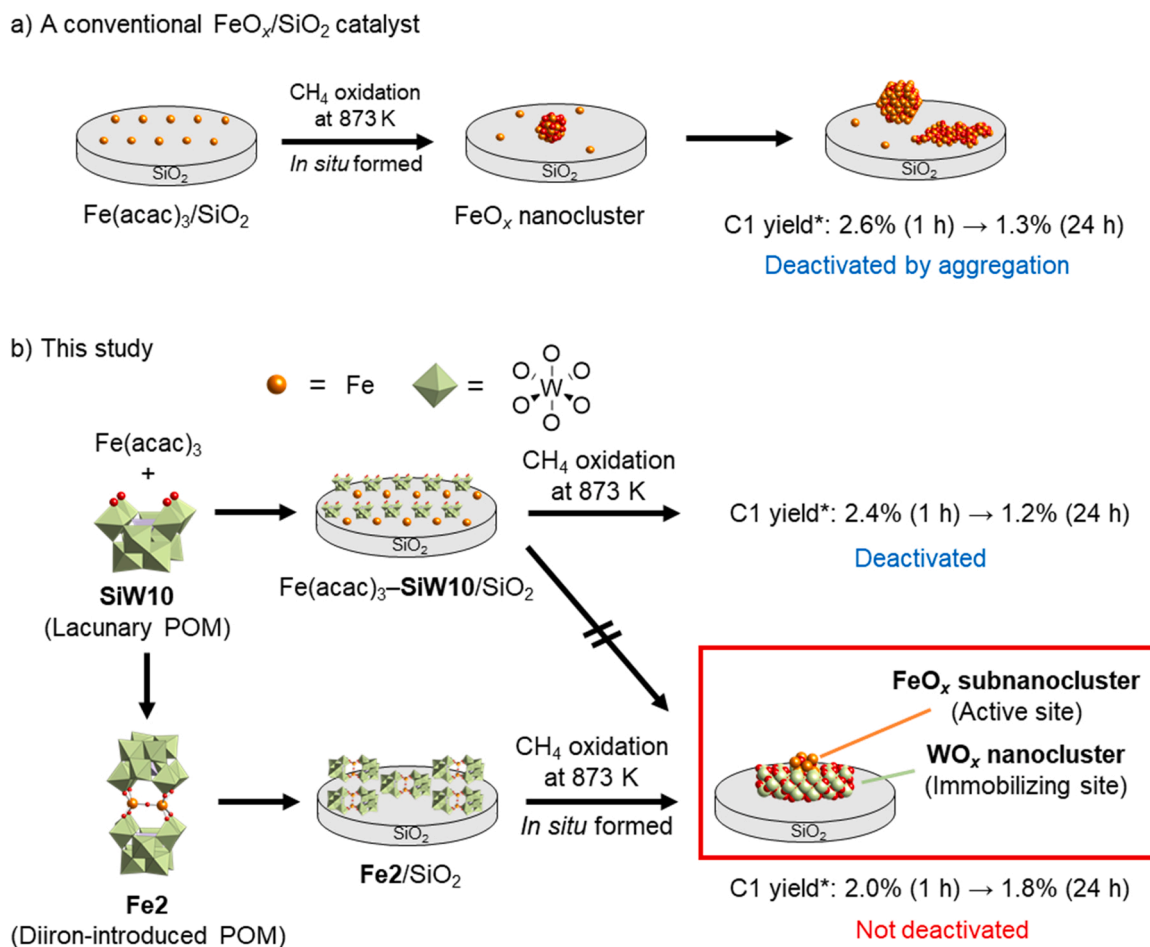 a) A conventional FeOₓ/SiO₂ catalyst
CH₄ oxidation
at 873 K
In situ formed
SiO₂
SiO₂
SiO₂
Fe(acac)₃/SiO₂
FeOₓ nanocluster
C1 yield*: 2.6% (1 h) → 1.3% (24 h)
Deactivated by aggregation
b) This study
= Fe
=
O
O O
W
O O
O
Fe(acac)₃
+
SiW10
(Lacunary POM)
SiO₂
Fe(acac)₃–SiW10/SiO₂
CH₄ oxidation
at 873 K
C1 yield*: 2.4% (1 h) → 1.2% (24 h)
Deactivated
Fe2
(Diiron-introduced POM)
SiO₂
Fe2/SiO₂
CH₄ oxidation
at 873 K
In situ formed
FeOₓ subnanocluster
(Active site)
WOₓ nanocluster
(Immobilizing site)
SiO₂
C1 yield*: 2.0% (1 h) → 1.8% (24 h)
Not deactivated